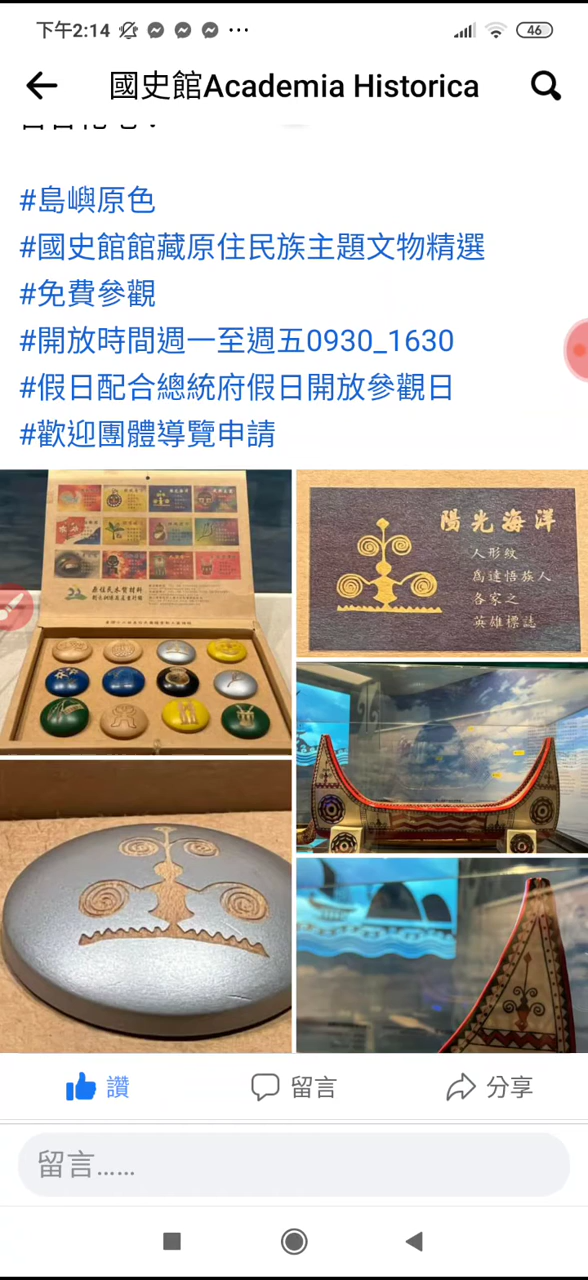 下午2:14
46
國史館Academia Historica
#島嶼原色
#國史館館藏原住民族主題文物精選
#免費參觀
#開放時間週一至週五0930_1630
#假日配合總統府假日開放參觀日
#歡迎團體導覽申請
陽光海洋
人形紋
為達悟族人
各家之
英雄標誌
讚
留言
分享
留言……